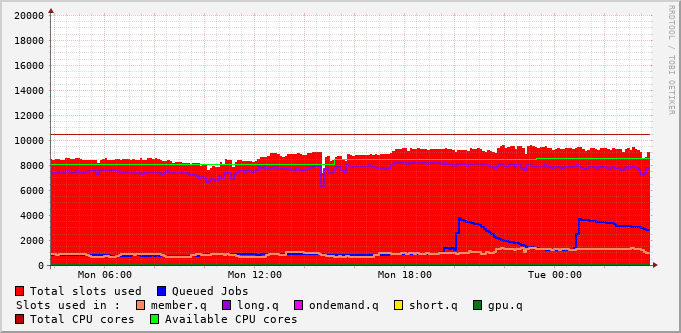 20000
18000
16000
14000
12000
10000
8000
6000
4000
2000
0
Mon 06:00 Mon 12:00 Mon 18:00 Tue 00:00
RRDTOOL / TOBI OETIKER
Total slots used Queued Jobs
Slots used in : member.q long.q ondemand.q short.q gpu.q
Total CPU cores Available CPU cores